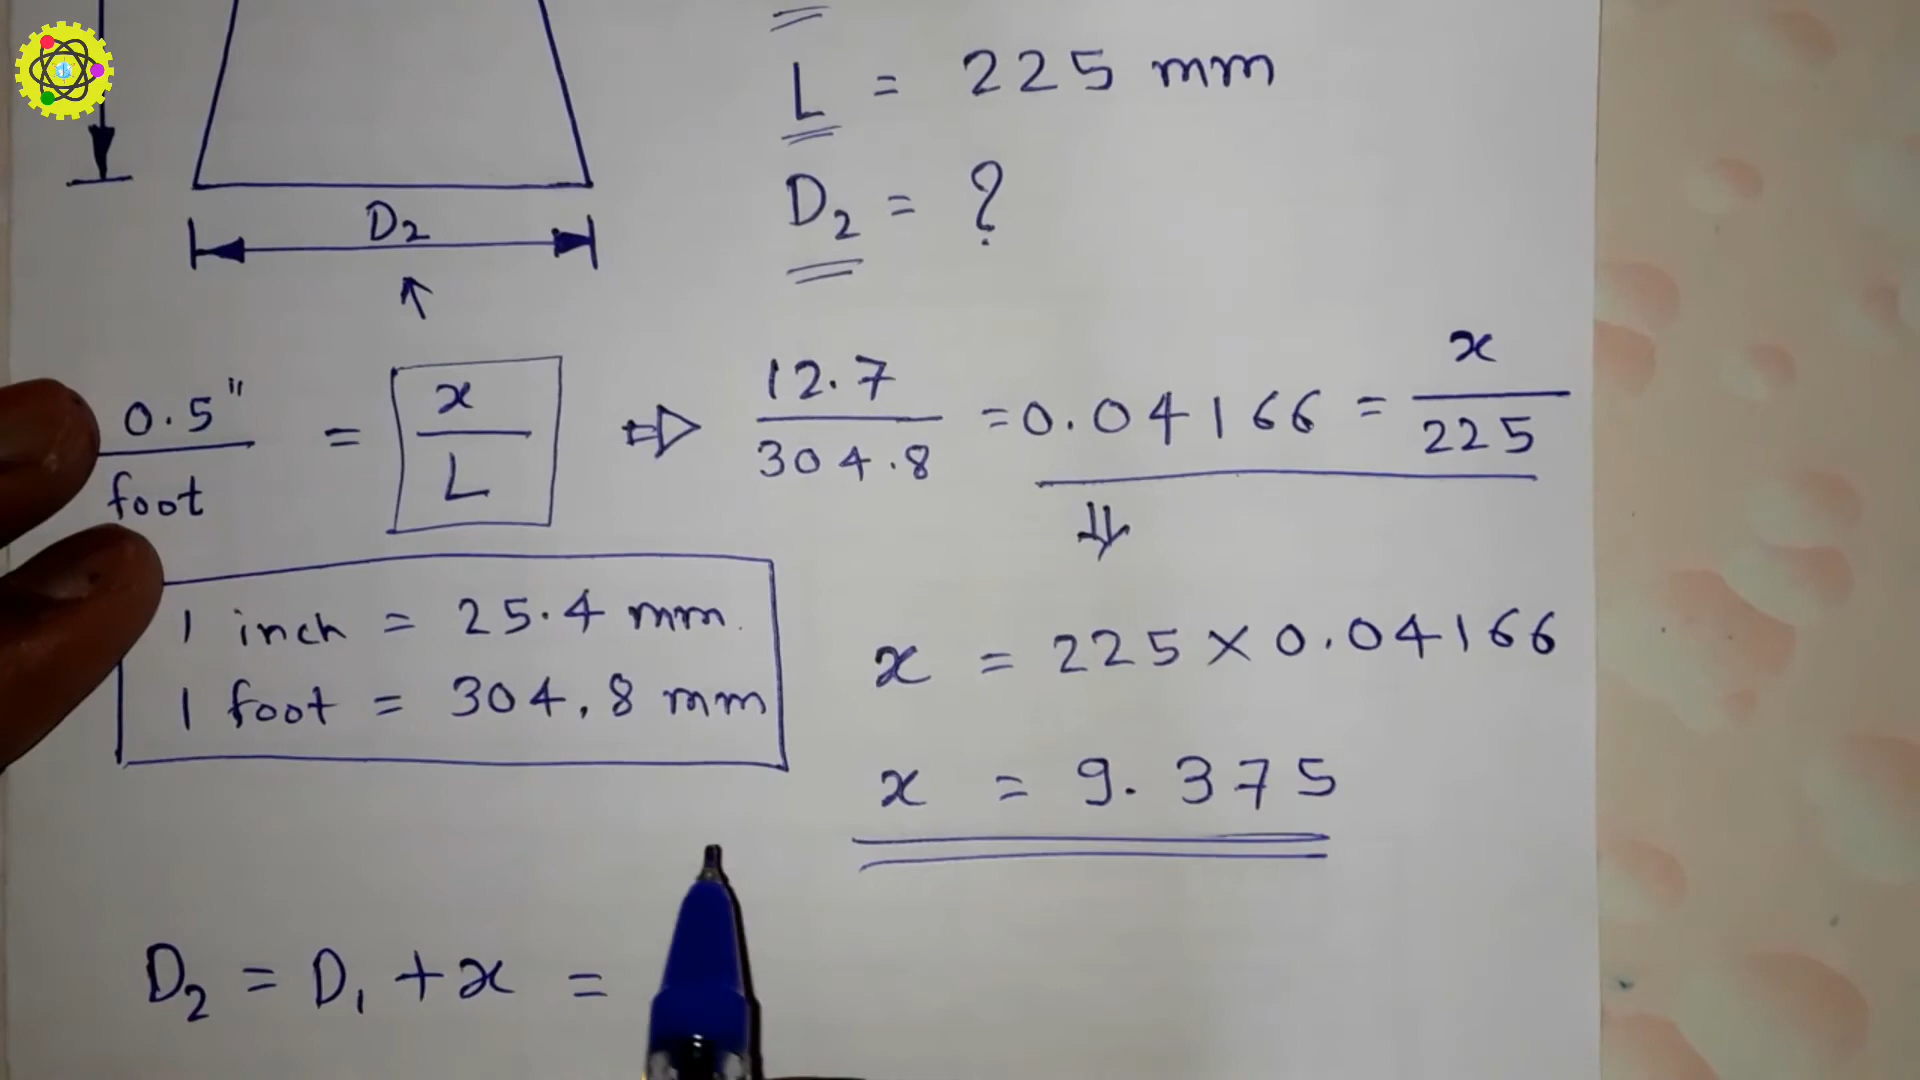 L = 225 mm
D2 = ?
D2
0.5"/foot = x/L ⇒ 12.7/304.8 = 0.04166 = x/225
1 inch = 25.4 mm.
1 foot = 304.8 mm
x = 225 × 0.04166
x = 9.375
D2 = D1 + x =